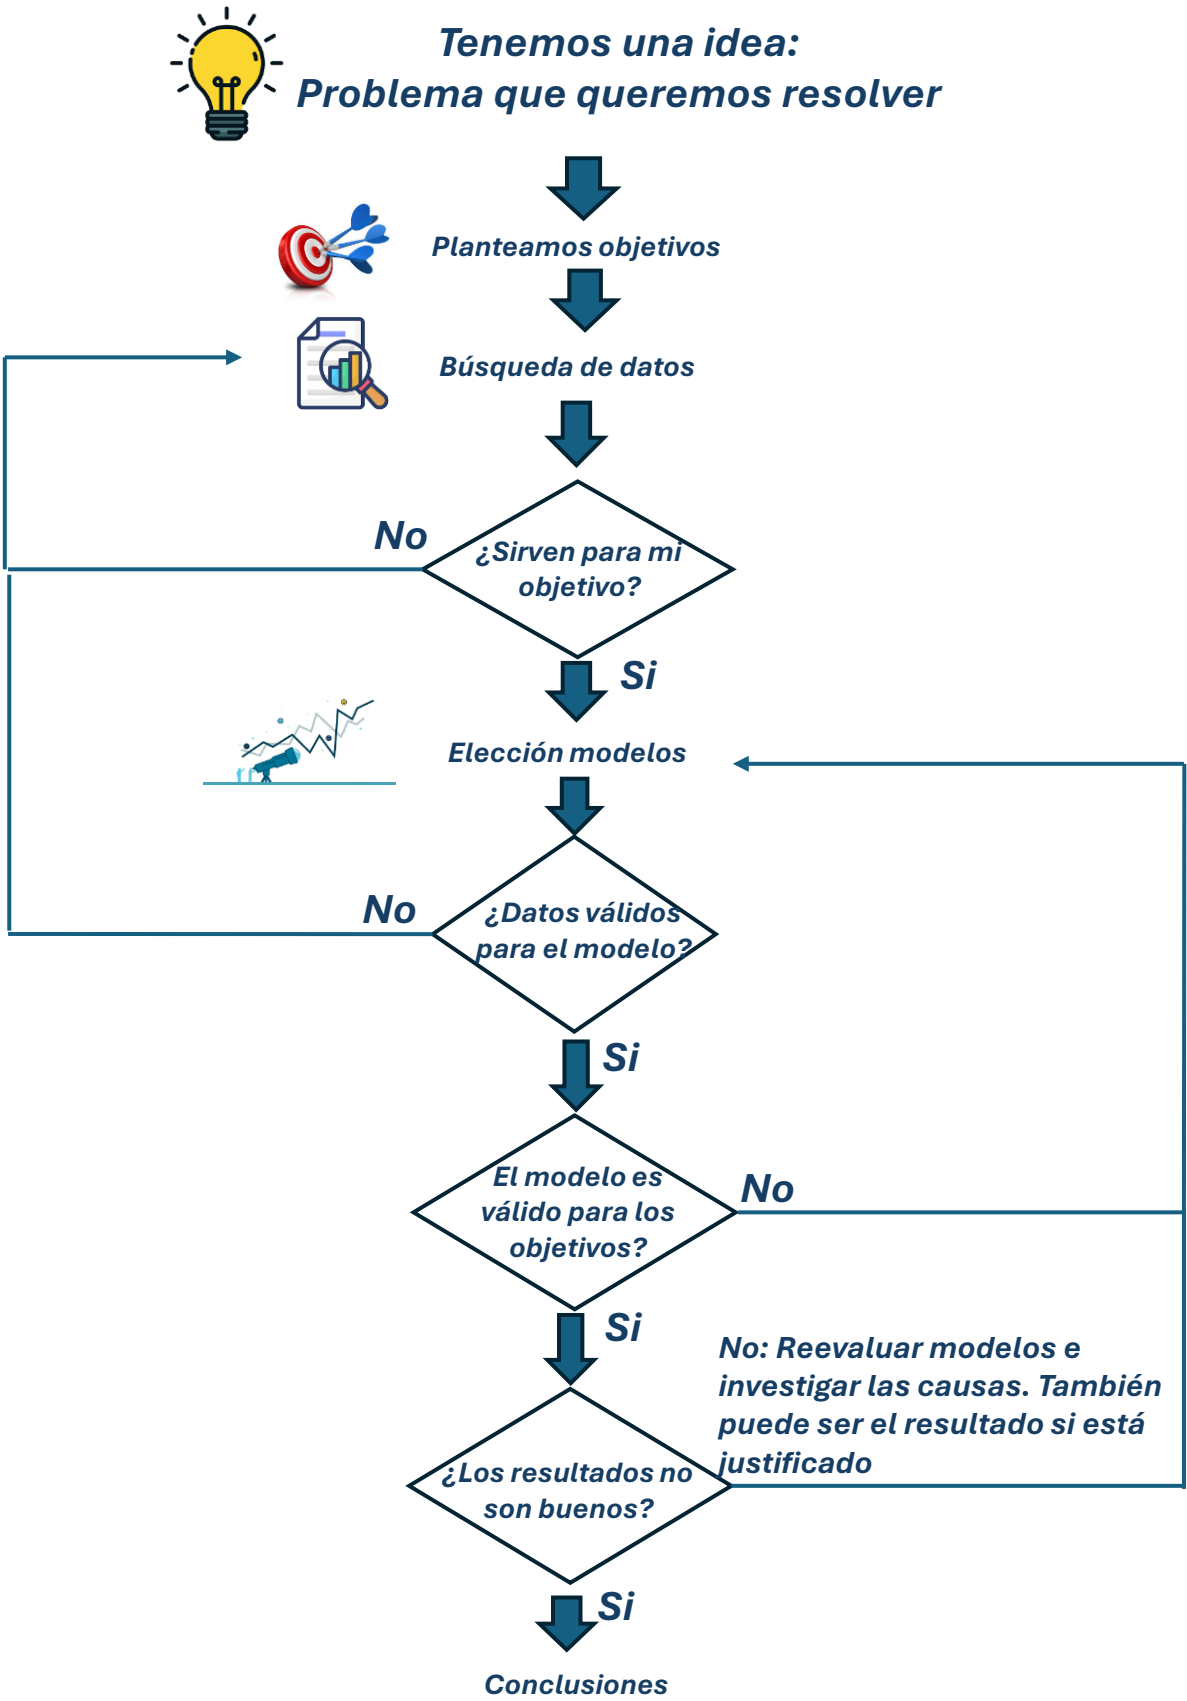 Tenemos una idea:
Problema que queremos resolver
Planteamos objetivos
Búsqueda de datos
No
¿Sirven para mi
objetivo?
Si
Elección modelos
No
¿Datos válidos
para el modelo?
Si
El modelo es
válido para los
objetivos?
No
Si
No: Reevaluar modelos e
investigar las causas. También
puede ser el resultado si está
justificado
¿Los resultados no
son buenos?
Si
Conclusiones